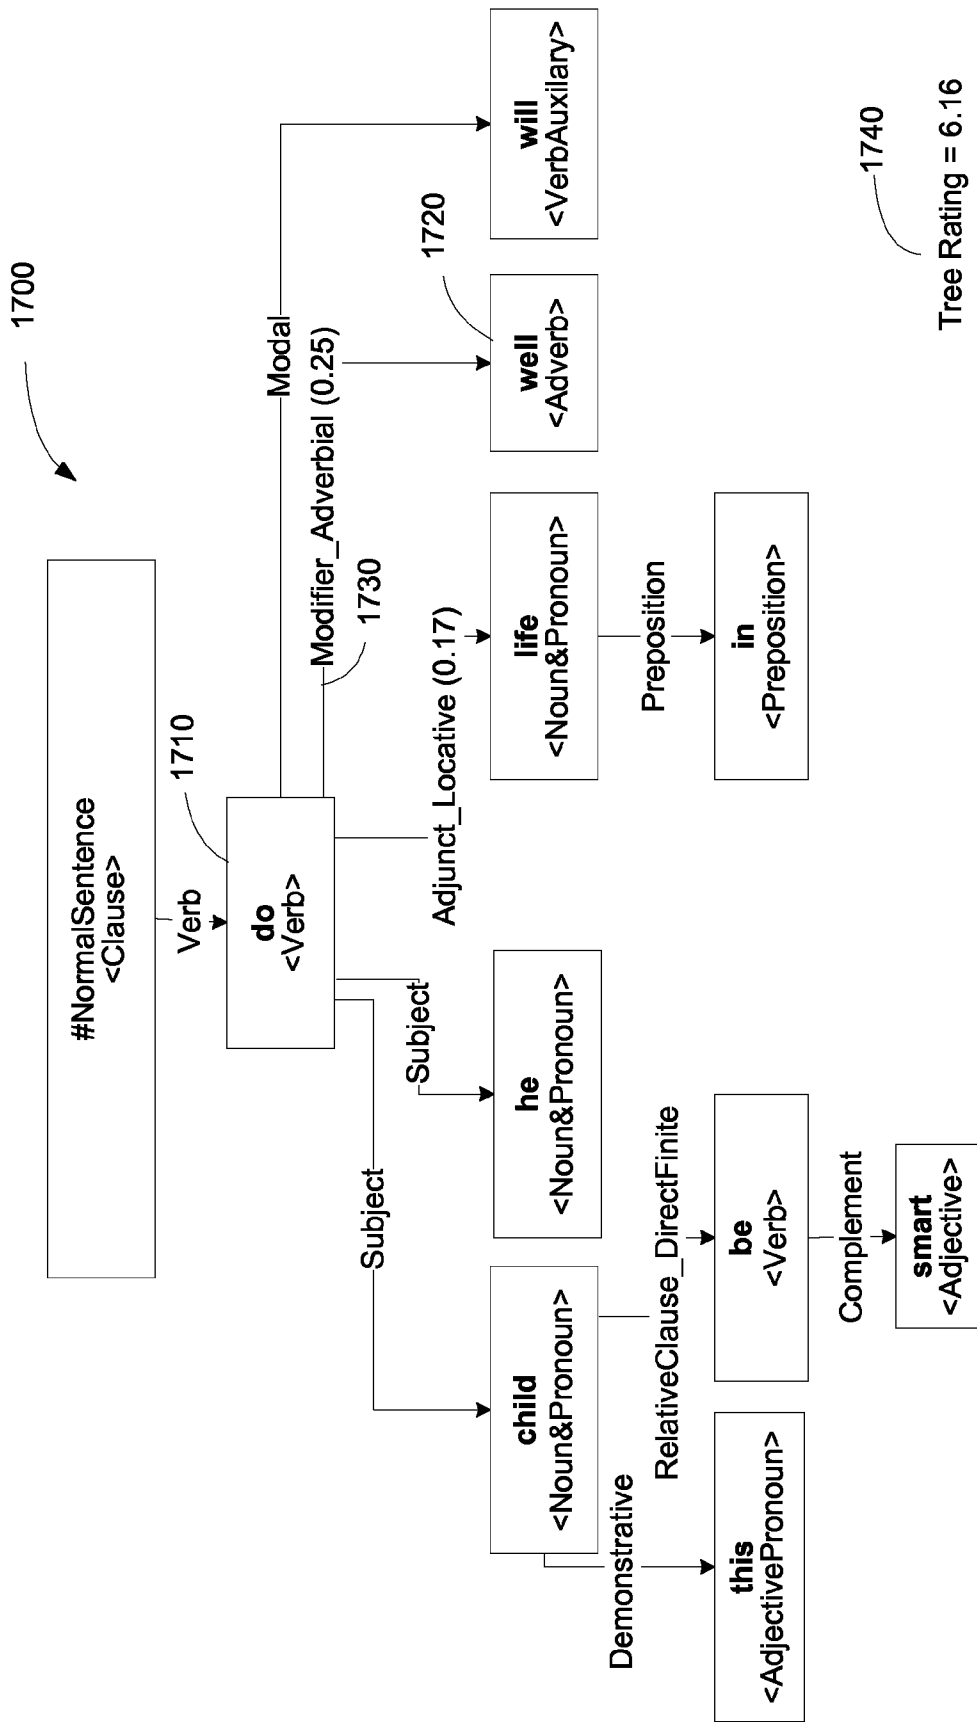 1700
#NormalSentence
<Clause>
Verb
1710
do
<Verb>
Modal
Modifier_Adverbial (0.25)
1730
Subject
Subject
Adjunct_Locative (0.17)
1720
child
<Noun&Pronoun>
he
<Noun&Pronoun>
life
<Noun&Pronoun>
well
<Adverb>
will
<VerbAuxilary>
Demonstrative
RelativeClause_DirectFinite
Preposition
this
<AdjectivePronoun>
be
<Verb>
in
<Preposition>
Complement
smart
<Adjective>
1740
Tree Rating = 6.16